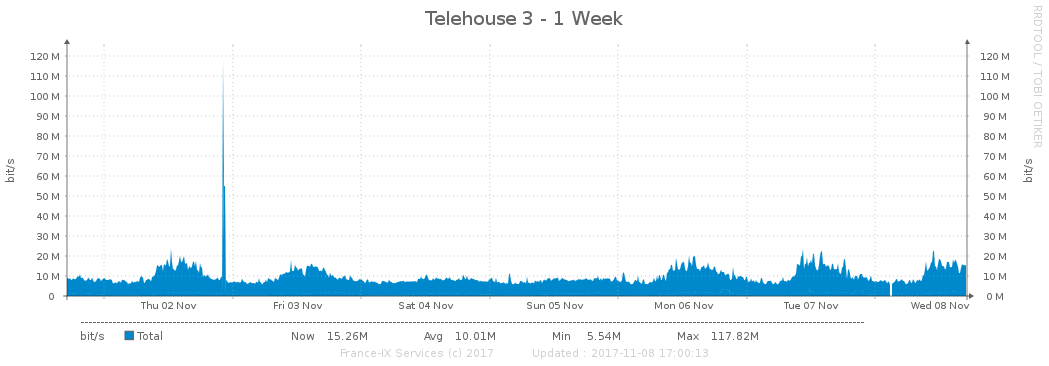 Telehouse 3 - 1 Week
RRDTOOL / TOBI OETIKER
bit/s
120 M 120 M
110 M 110 M
100 M 100 M
90 M 90 M
80 M 80 M
70 M 70 M
60 M 60 M
50 M 50 M
40 M 40 M
30 M 30 M
20 M 20 M
10 M 10 M
0 0 M
bit/s
Thu 02 Nov Fri 03 Nov Sat 04 Nov Sun 05 Nov Mon 06 Nov Tue 07 Nov Wed 08 Nov
bit/s Total Now 15.26M Avg 10.01M Min 5.54M Max 117.82M
France-IX Services (c) 2017 Updated : 2017-11-08 17:00:13